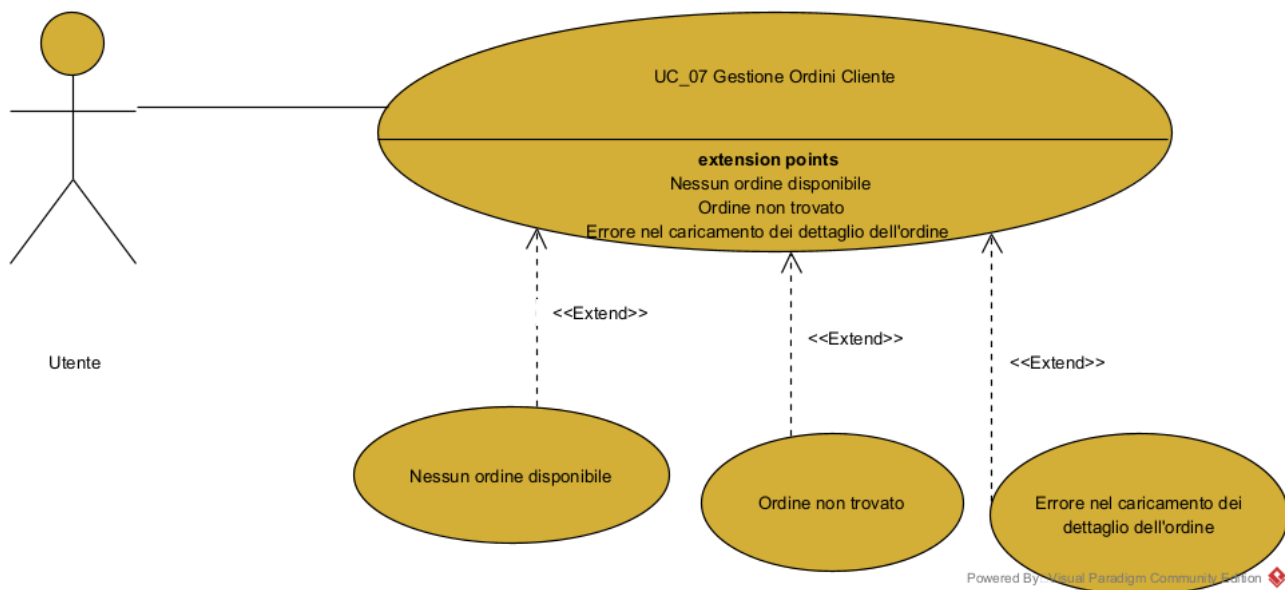 UC_07 Gestione Ordini Cliente
extension points
Nessun ordine disponibile
Ordine non trovato
Errore nel caricamento dei dettaglio dell'ordine
<<Extend>>
<<Extend>>
<<Extend>>
Utente
Nessun ordine disponibile
Ordine non trovato
Errore nel caricamento dei
dettaglio dell'ordine
Powered By: Visual Paradigm Community Edition